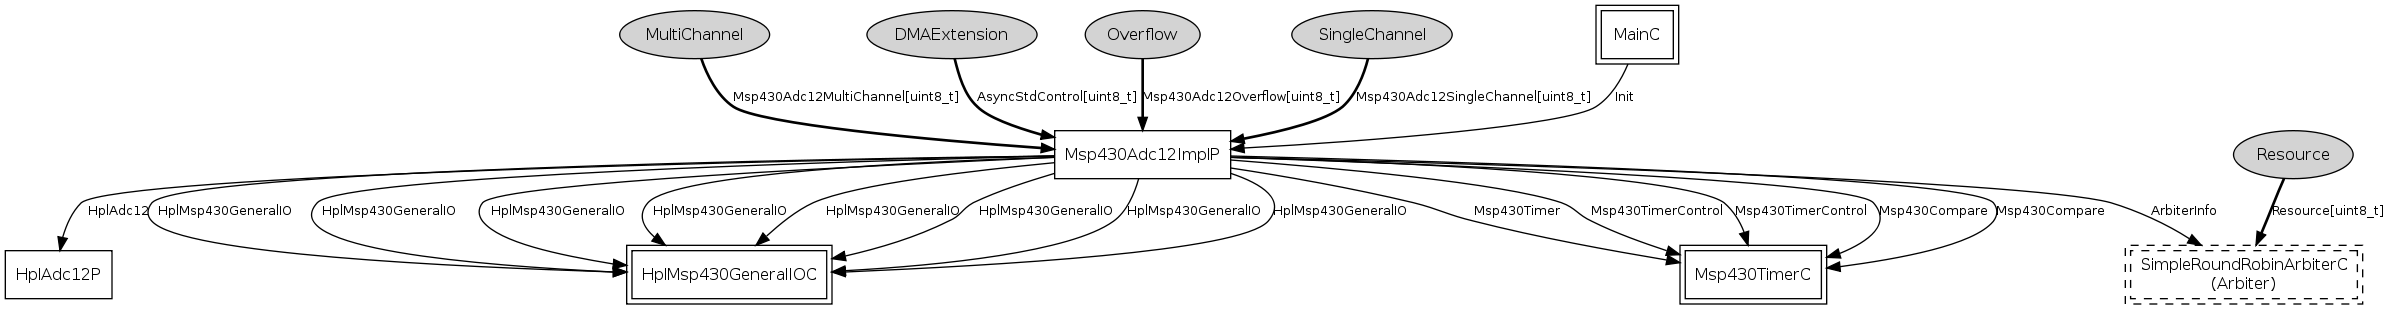 MultiChannel
DMAExtension
Overflow
SingleChannel
MainC
Msp430Adc12MultiChannel[uint8_t]
AsyncStdControl[uint8_t]
Msp430Adc12Overflow[uint8_t]
Msp430Adc12SingleChannel[uint8_t]
Init
Msp430Adc12ImplP
Resource
HplAdc12
HplMsp430GeneralIO
HplMsp430GeneralIO
HplMsp430GeneralIO
HplMsp430GeneralIO
HplMsp430GeneralIO
HplMsp430GeneralIO
HplMsp430GeneralIO
HplMsp430GeneralIO
Msp430Timer
Msp430TimerControl
Msp430TimerControl
Msp430Compare
Msp430Compare
ArbiterInfo
Resource[uint8_t]
HplAdc12P
HplMsp430GeneralIOC
Msp430TimerC
SimpleRoundRobinArbiterC
(Arbiter)